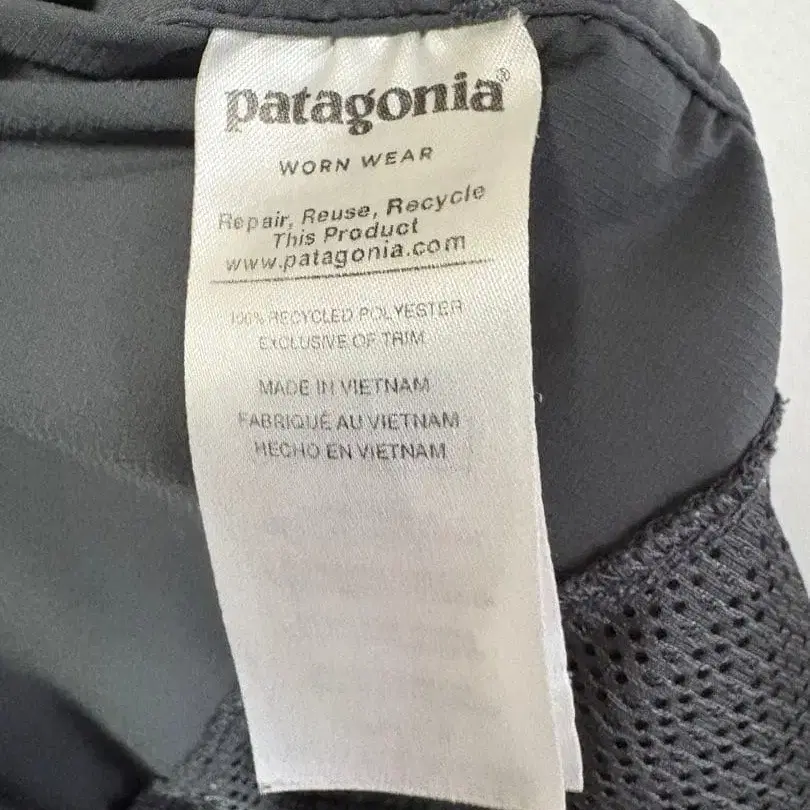 patagonia®
WORN WEAR
Repair, Reuse, Recycle
This Product
www.patagonia.com
100% RECYCLED POLYESTER
EXCLUSIVE OF TRIM
MADE IN VIETNAM
FABRIQUÉ AU VIETNAM
HECHO EN VIETNAM